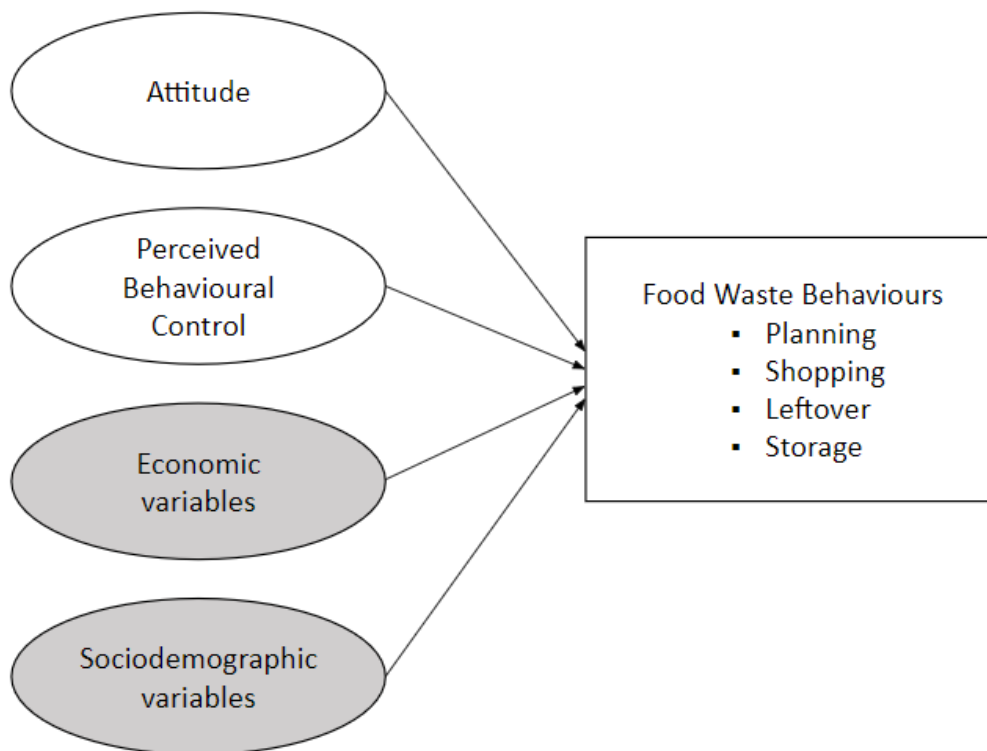 Attitude
Perceived
Behavioural
Control
Economic
variables
Sociodemographic
variables
Food Waste Behaviours
▪ Planning
▪ Shopping
▪ Leftover
▪ Storage